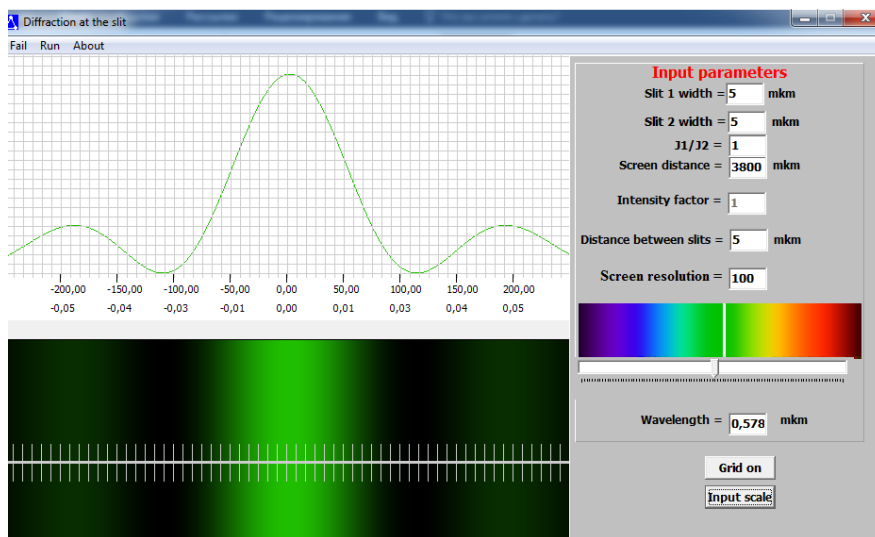 Diffraction at the slit
Fail Run About
-200,00 -150,00 -100,00 -50,00 0,00 50,00 100,00 150,00 200,00
-0,05 -0,04 -0,03 -0,01 0,00 0,01 0,03 0,04 0,05
Input parameters
Slit 1 width = 5 mkm
Slit 2 width = 5 mkm
J1/J2 = 1
Screen distance = 3800 mkm
Intensity factor = 1
Distance between slits = 5 mkm
Screen resolution = 100
Wavelength = 0,578 mkm
Grid on
Input scale